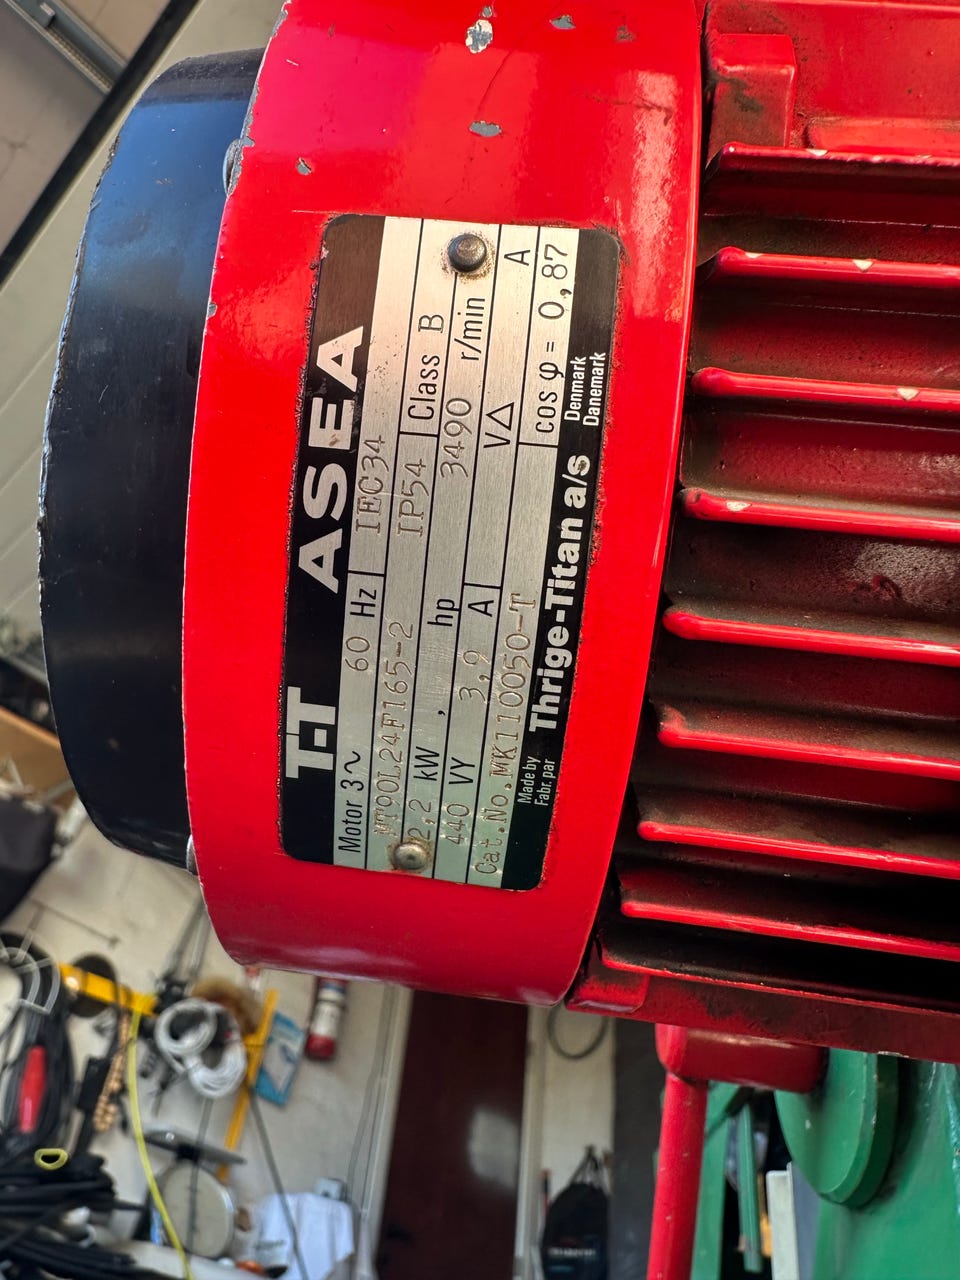 T-T ASEA
Motor 3~ 60 Hz IEC34
MT90L24F165-2 IP54 Class B
2,2 kW , hp 3490 r/min
440 VY 3,9 A V△ A
Cat.No.MK110050-T cos φ = 0,87
Made by
Fabr. par
Thrige-Titan a/s
Denmark
Danemark